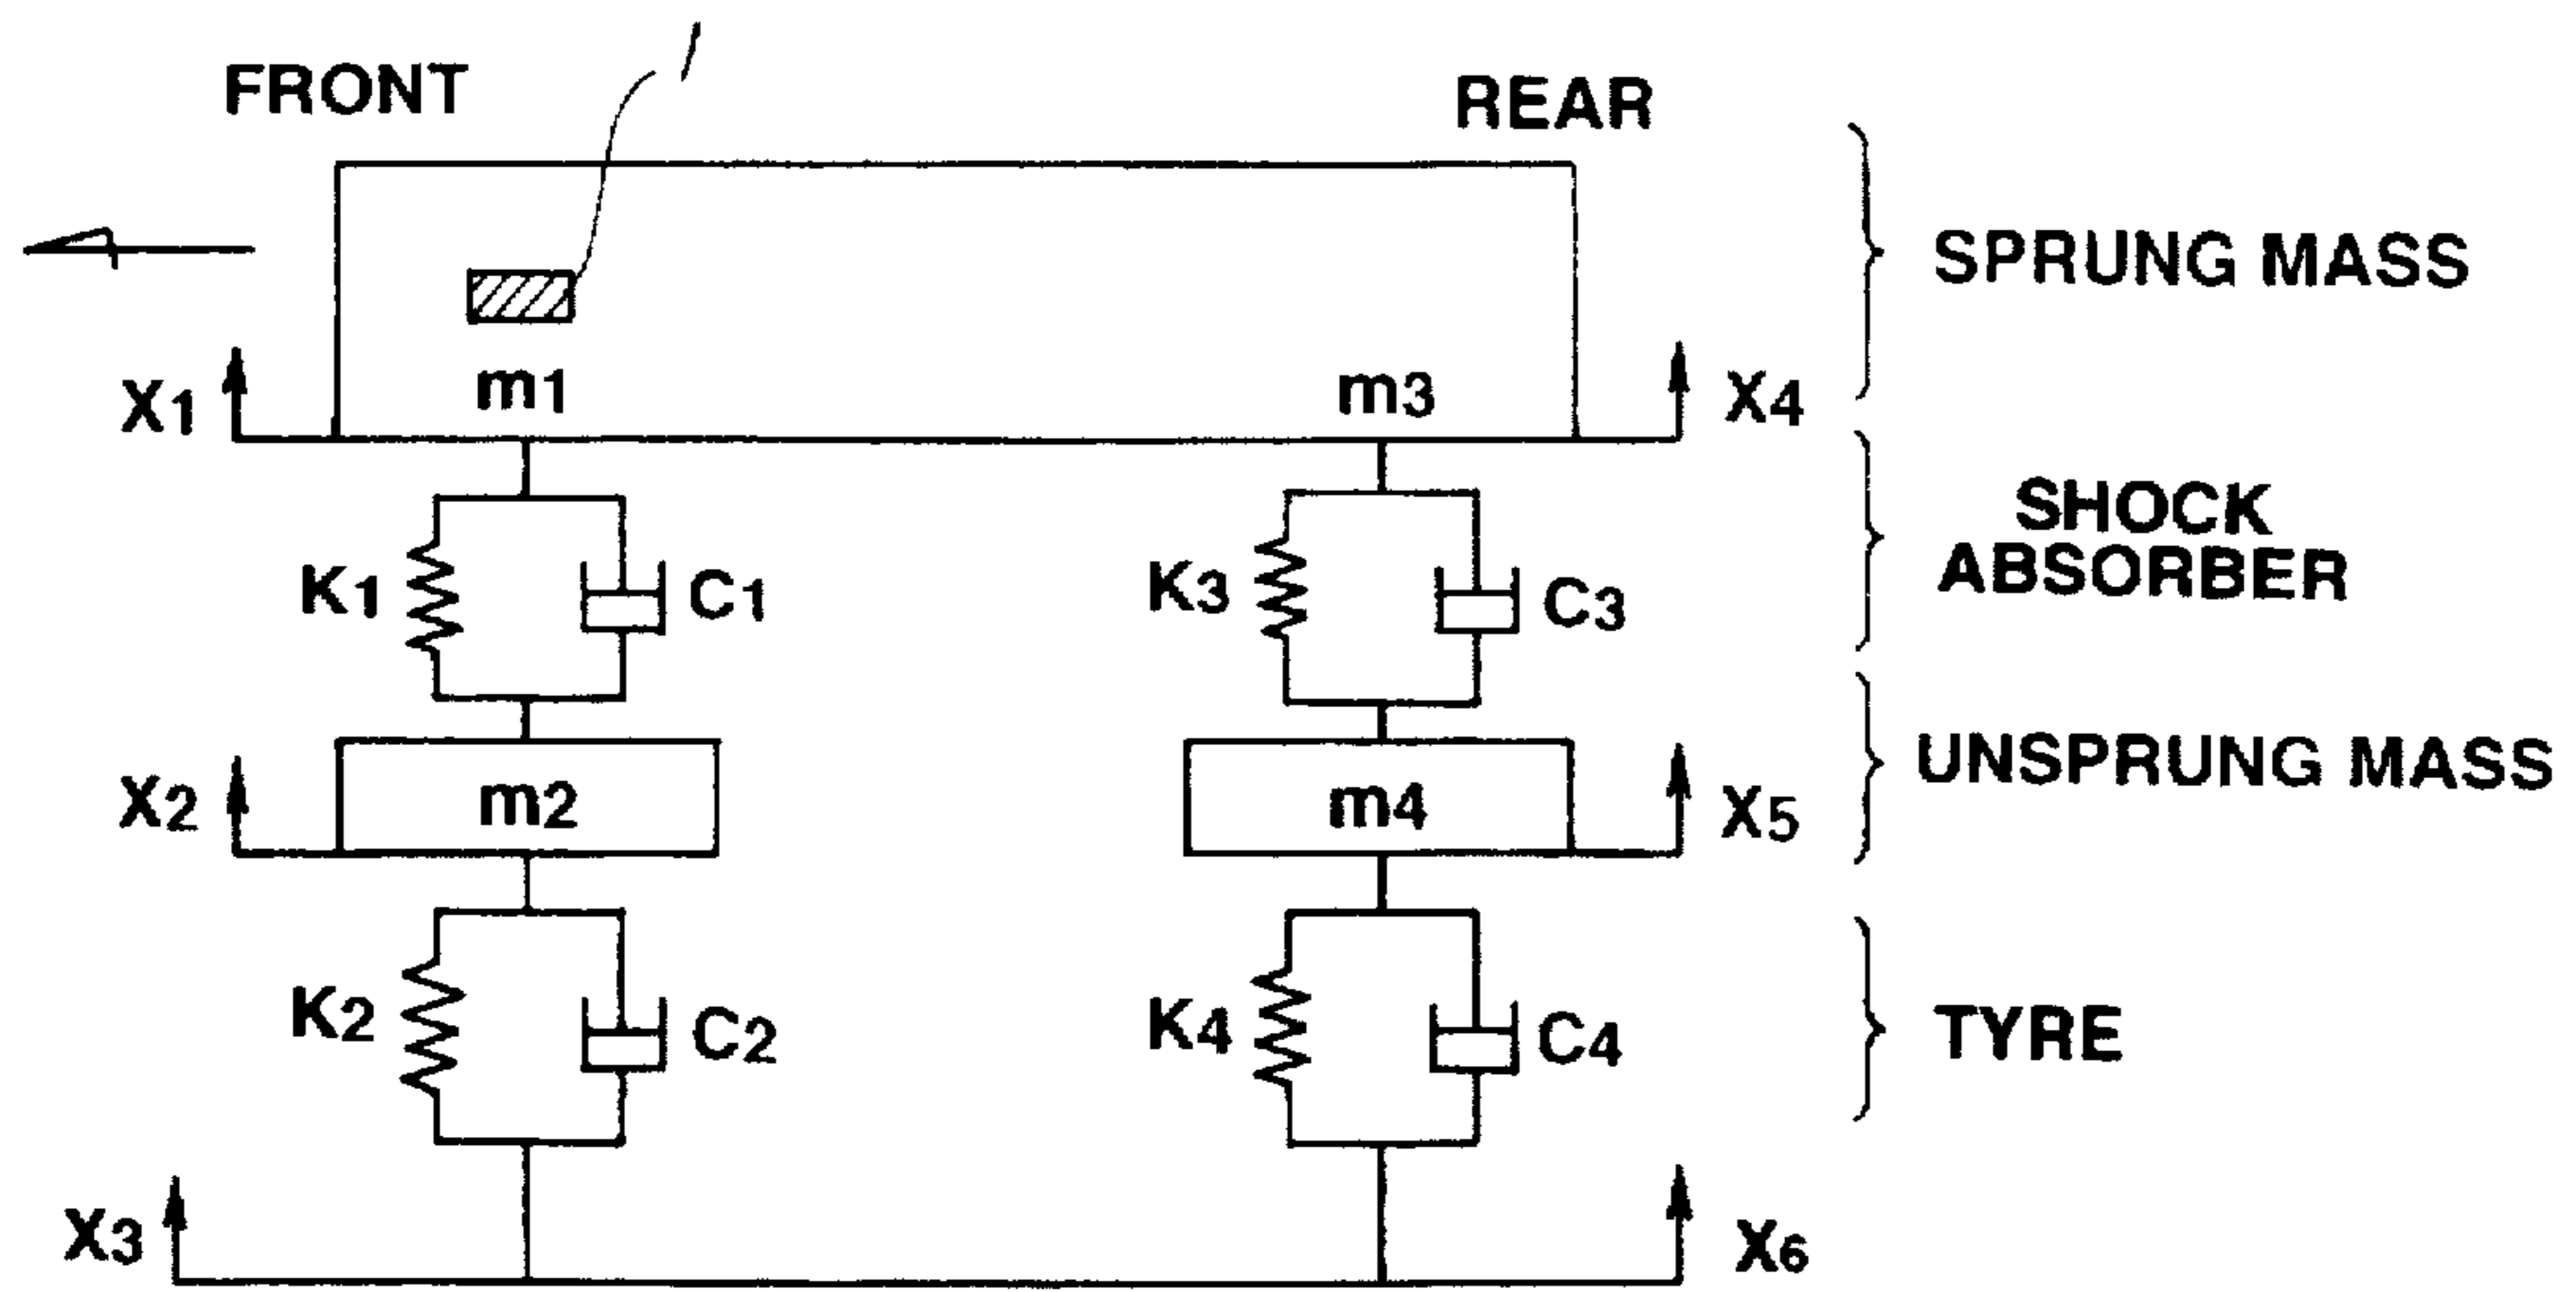 1
FRONT
REAR
SPRUNG MASS
X1
m1
m3
X4
SHOCK
ABSORBER
K1
C1
K3
C3
UNSPRUNG MASS
X2
m2
m4
X5
K2
C2
K4
C4
TYRE
X3
X6